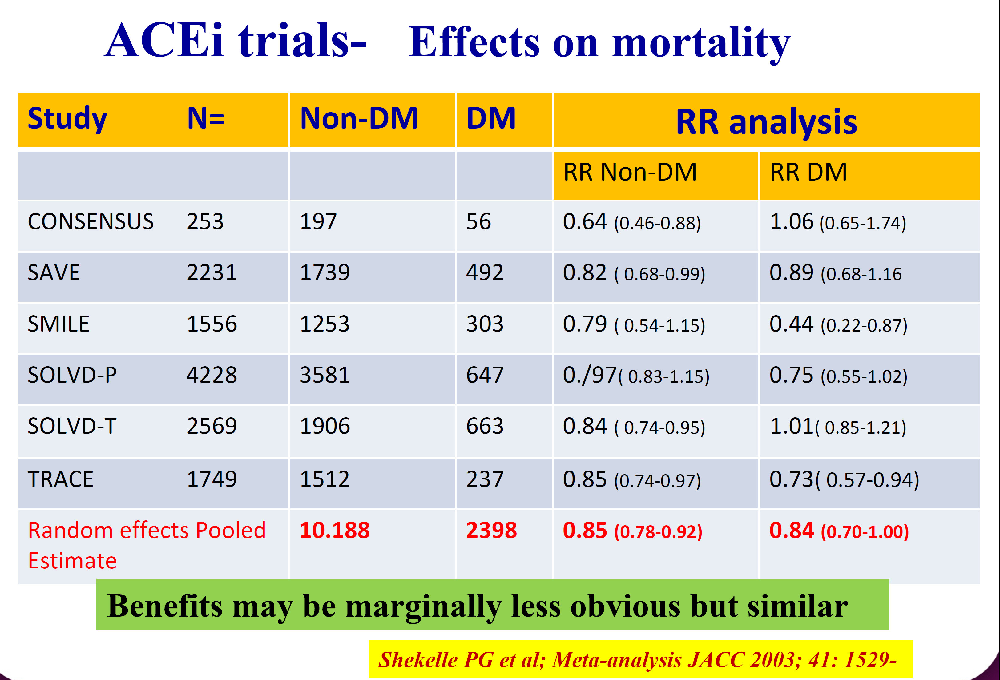 ACEi trials- Effects on mortality
Study N= Non-DM DM RR analysis
RR Non-DM RR DM
CONSENSUS 253 197 56 0.64 (0.46-0.88) 1.06 (0.65-1.74)
SAVE 2231 1739 492 0.82 ( 0.68-0.99) 0.89 (0.68-1.16
SMILE 1556 1253 303 0.79 ( 0.54-1.15) 0.44 (0.22-0.87)
SOLVD-P 4228 3581 647 0./97( 0.83-1.15) 0.75 (0.55-1.02)
SOLVD-T 2569 1906 663 0.84 ( 0.74-0.95) 1.01( 0.85-1.21)
TRACE 1749 1512 237 0.85 (0.74-0.97) 0.73( 0.57-0.94)
Random effects Pooled 10.188 2398 0.85 (0.78-0.92) 0.84 (0.70-1.00)
Estimate
Benefits may be marginally less obvious but similar
Shekelle PG et al; Meta-analysis JACC 2003; 41: 1529-